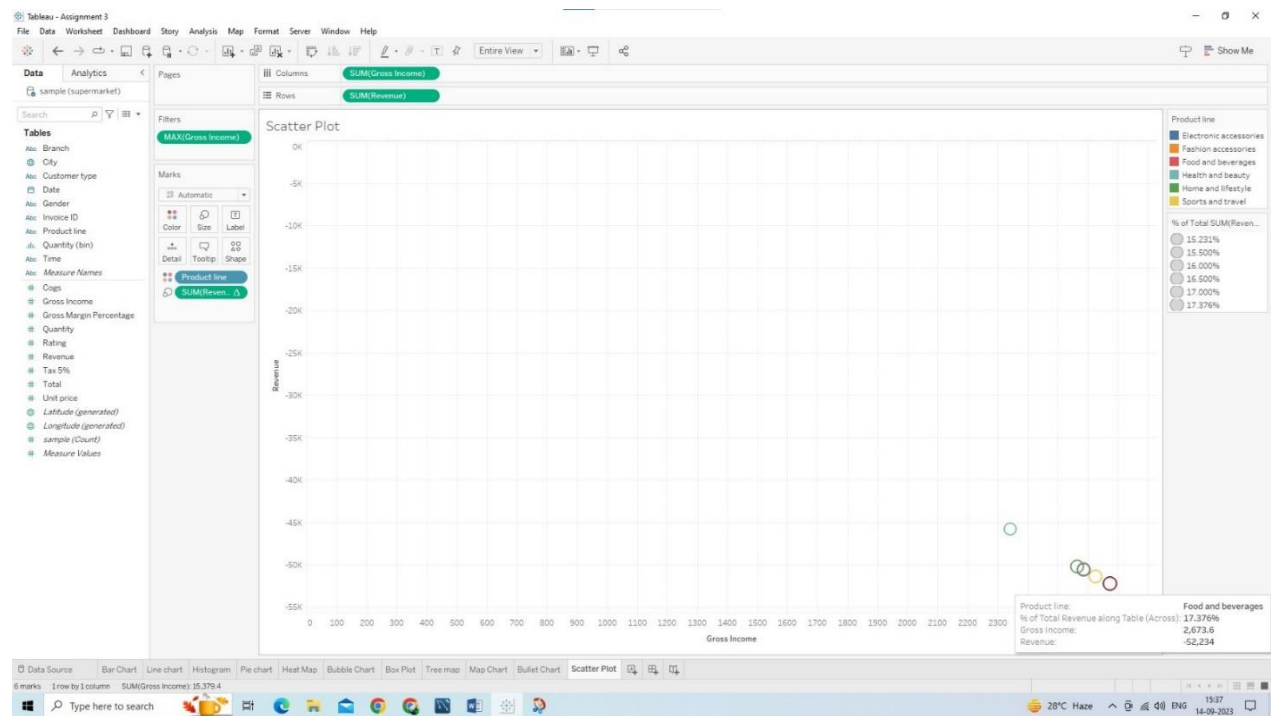 Tableau - Assignment 3
File Data Worksheet Dashboard Story Analysis Map Format Server Window Help
Entire View
Show Me
Data Analytics
sample (supermarket)
Search
Tables
Abc Branch
City
Abc Customer type
Date
Abc Gender
Abc Invoice ID
Abc Product line
Quantity (bin)
Abc Time
Abc Measure Names
# Cogs
# Gross Income
# Gross Margin Percentage
# Quantity
# Rating
# Revenue
# Tax 5%
# Total
# Unit price
Latitude (generated)
Longitude (generated)
# sample (Count)
# Measure Values
Pages
Filters
MAX(Gross Income)
Marks
Automatic
Color Size Label
Detail Tooltip Shape
Product line
SUM(Reven..
Columns SUM(Gross Income)
Rows SUM(Revenue)
Scatter Plot
0K
-5K
-10K
-15K
-20K
-25K
-30K
-35K
-40K
-45K
-50K
-55K
Revenue
0 100 200 300 400 500 600 700 800 900 1000 1100 1200 1300 1400 1500 1600 1700 1800 1900 2000 2100 2200 2300
Gross Income
Product line: Food and beverages
% of Total Revenue along Table (Across): 17.376%
Gross Income: 2,673.6
Revenue: -52,234
Product line
Electronic accessories
Fashion accessories
Food and beverages
Health and beauty
Home and lifestyle
Sports and travel
% of Total SUM(Reven...
15.231%
15.500%
16.000%
16.500%
17.000%
17.376%
Data Source Bar Chart Line chart Histogram Pie chart Heat Map Bubble Chart Box Plot Tree map Map Chart Bullet Chart Scatter Plot
6 marks 1 row by 1 column SUM(Gross Income): 15,379.4
Type here to search
28°C Haze ENG
15:37
14-09-2023